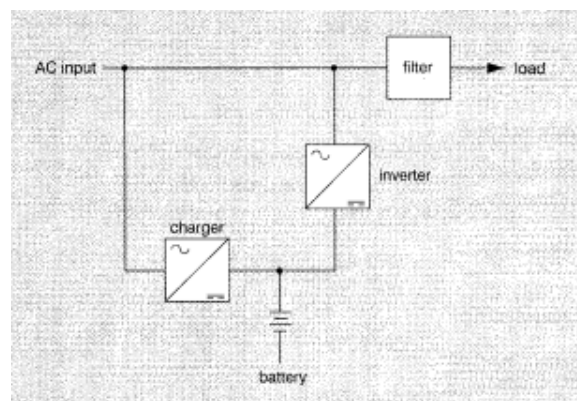 AC input
filter
load
inverter
charger
battery